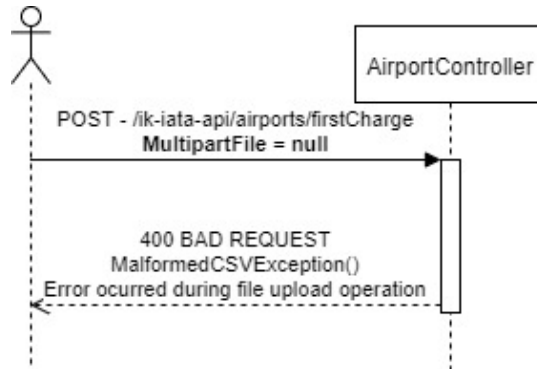 AirportController
POST - /ik-iata-api/airports/firstCharge
MultipartFile = null
400 BAD REQUEST
MalformedCSVException()
Error ocurred during file upload operation